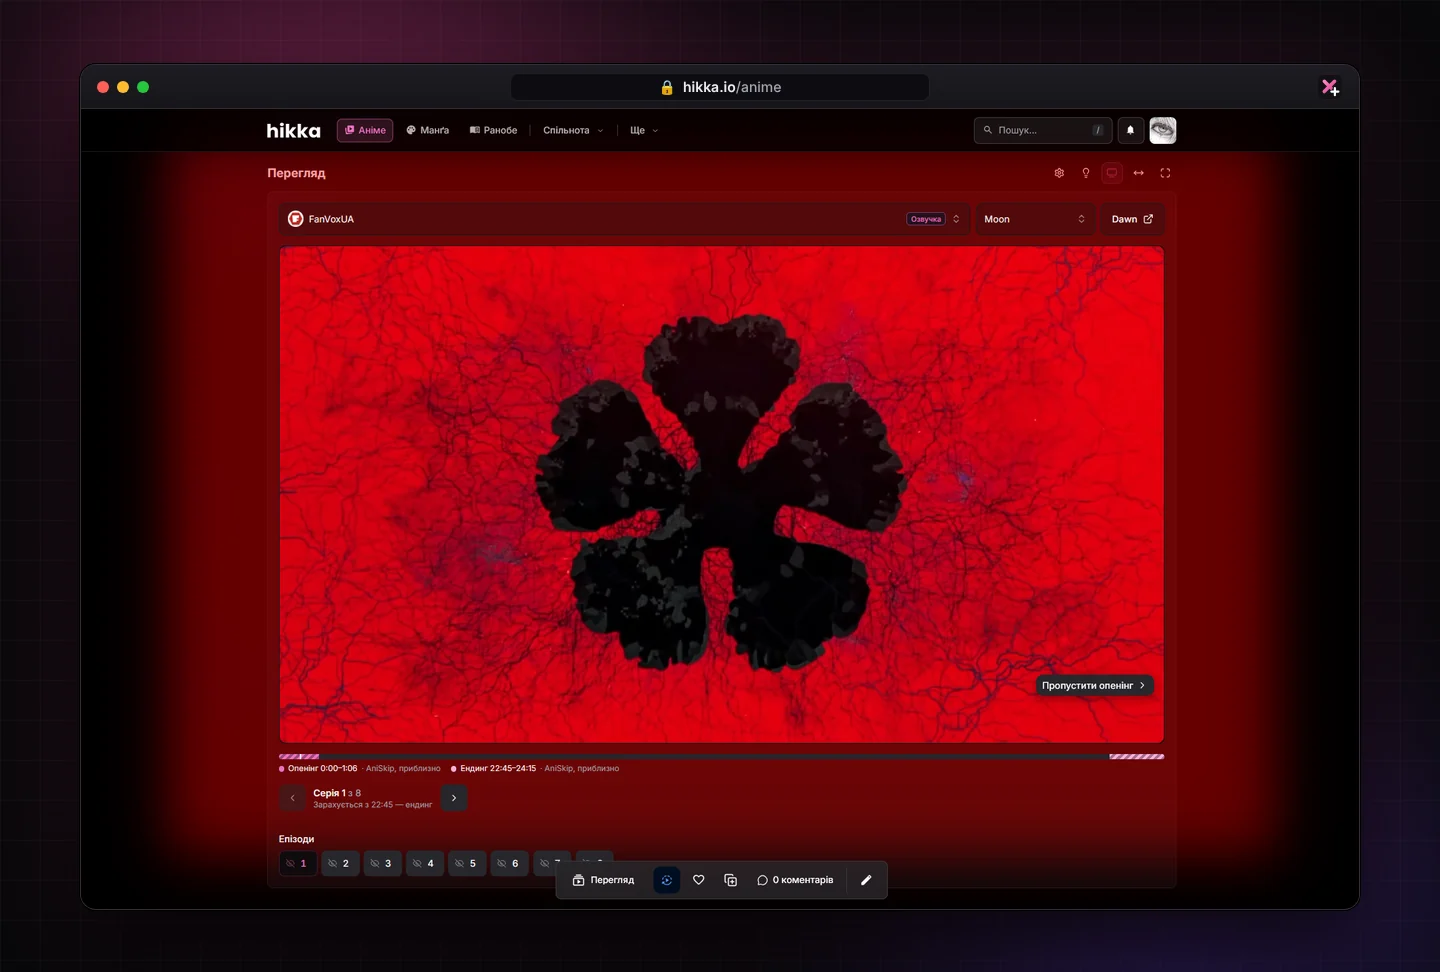 hikka.io/anime
hikka Аніме Манґа Ранобе Спільнота Ще Пошук... /
Перегляд
FanVoxUA Озвучка Moon Dawn
Пропустити опенінг
Опенінг 0:00–1:06 · AniSkip, приблизно Ендинг 22:45–24:15 · AniSkip, приблизно
Серія 1 з 8
Зарахується з 22:45 — ендинг
Епізоди
1 2 3 4 5 6
Перегляд 0 коментарів